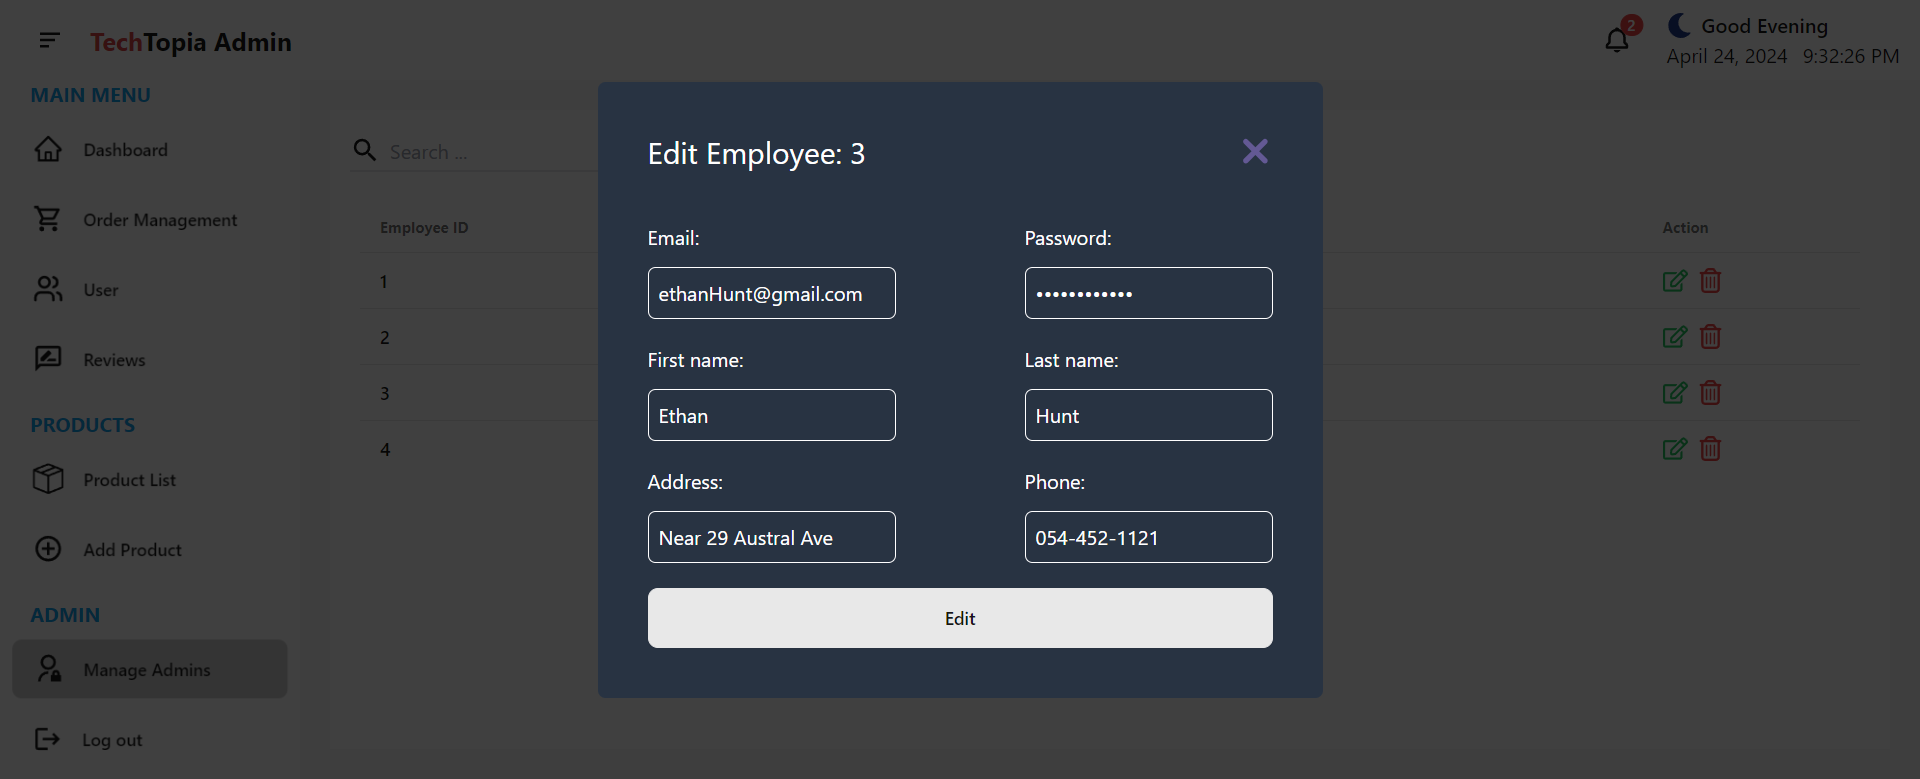 TechTopia Admin
2
Good Evening
April 24, 2024 9:32:26 PM
MAIN MENU
Dashboard
Order Management
User
Reviews
PRODUCTS
Product List
Add Product
ADMIN
Manage Admins
Log out
Search ...
Employee ID
Action
1
2
3
4
Edit Employee: 3
Email:
Password:
ethanHunt@gmail.com
••••••••••••
First name:
Last name:
Ethan
Hunt
Address:
Phone:
Near 29 Austral Ave
054-452-1121
Edit